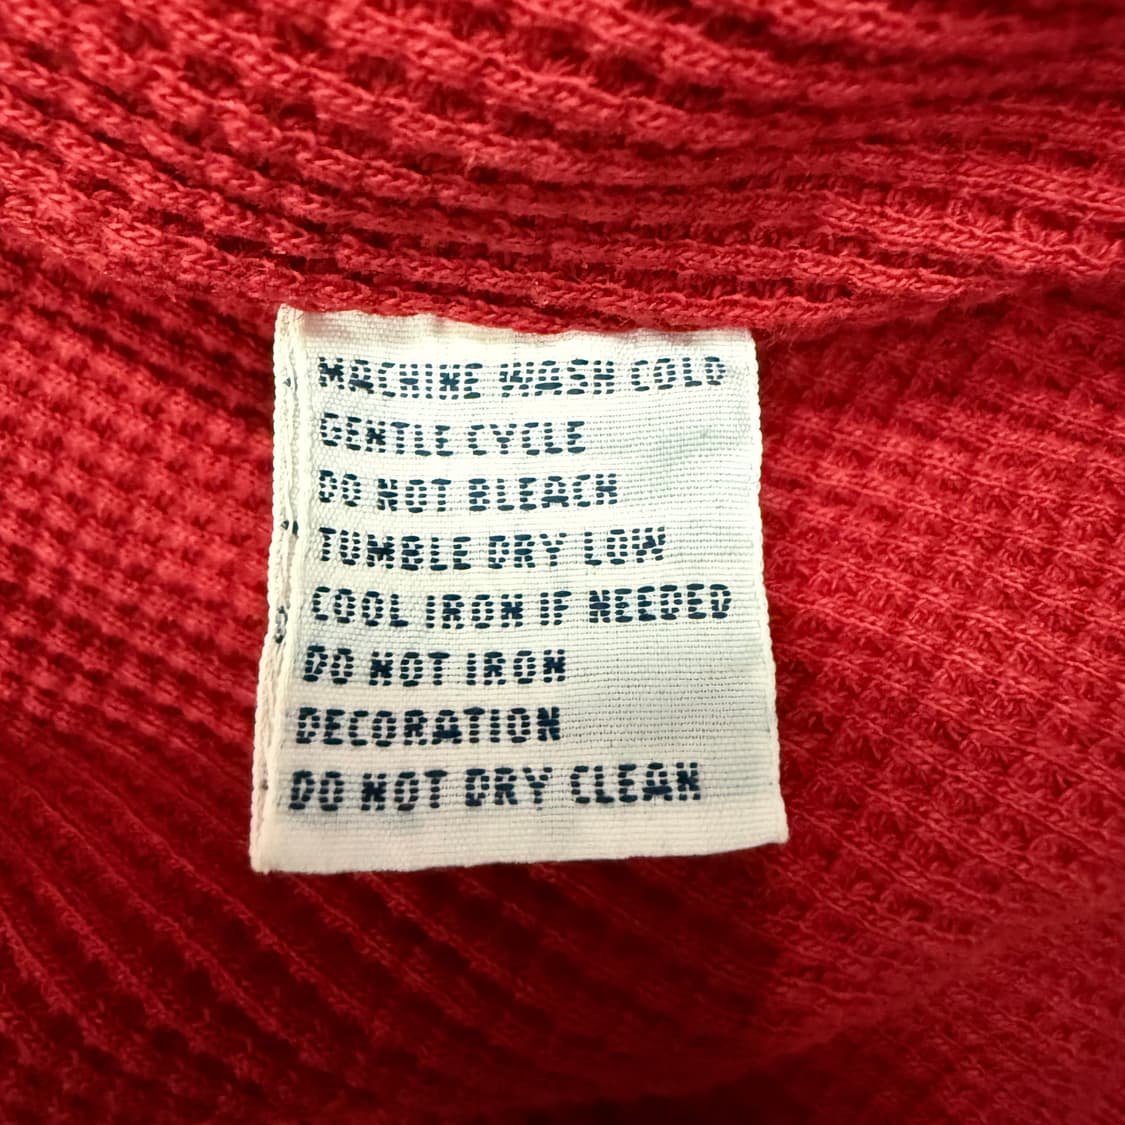 MACHINE WASH COLD
GENTLE CYCLE
DO NOT BLEACH
TUMBLE DRY LOW
COOL IRON IF NEEDED
DO NOT IRON
DECORATION
DO NOT DRY CLEAN